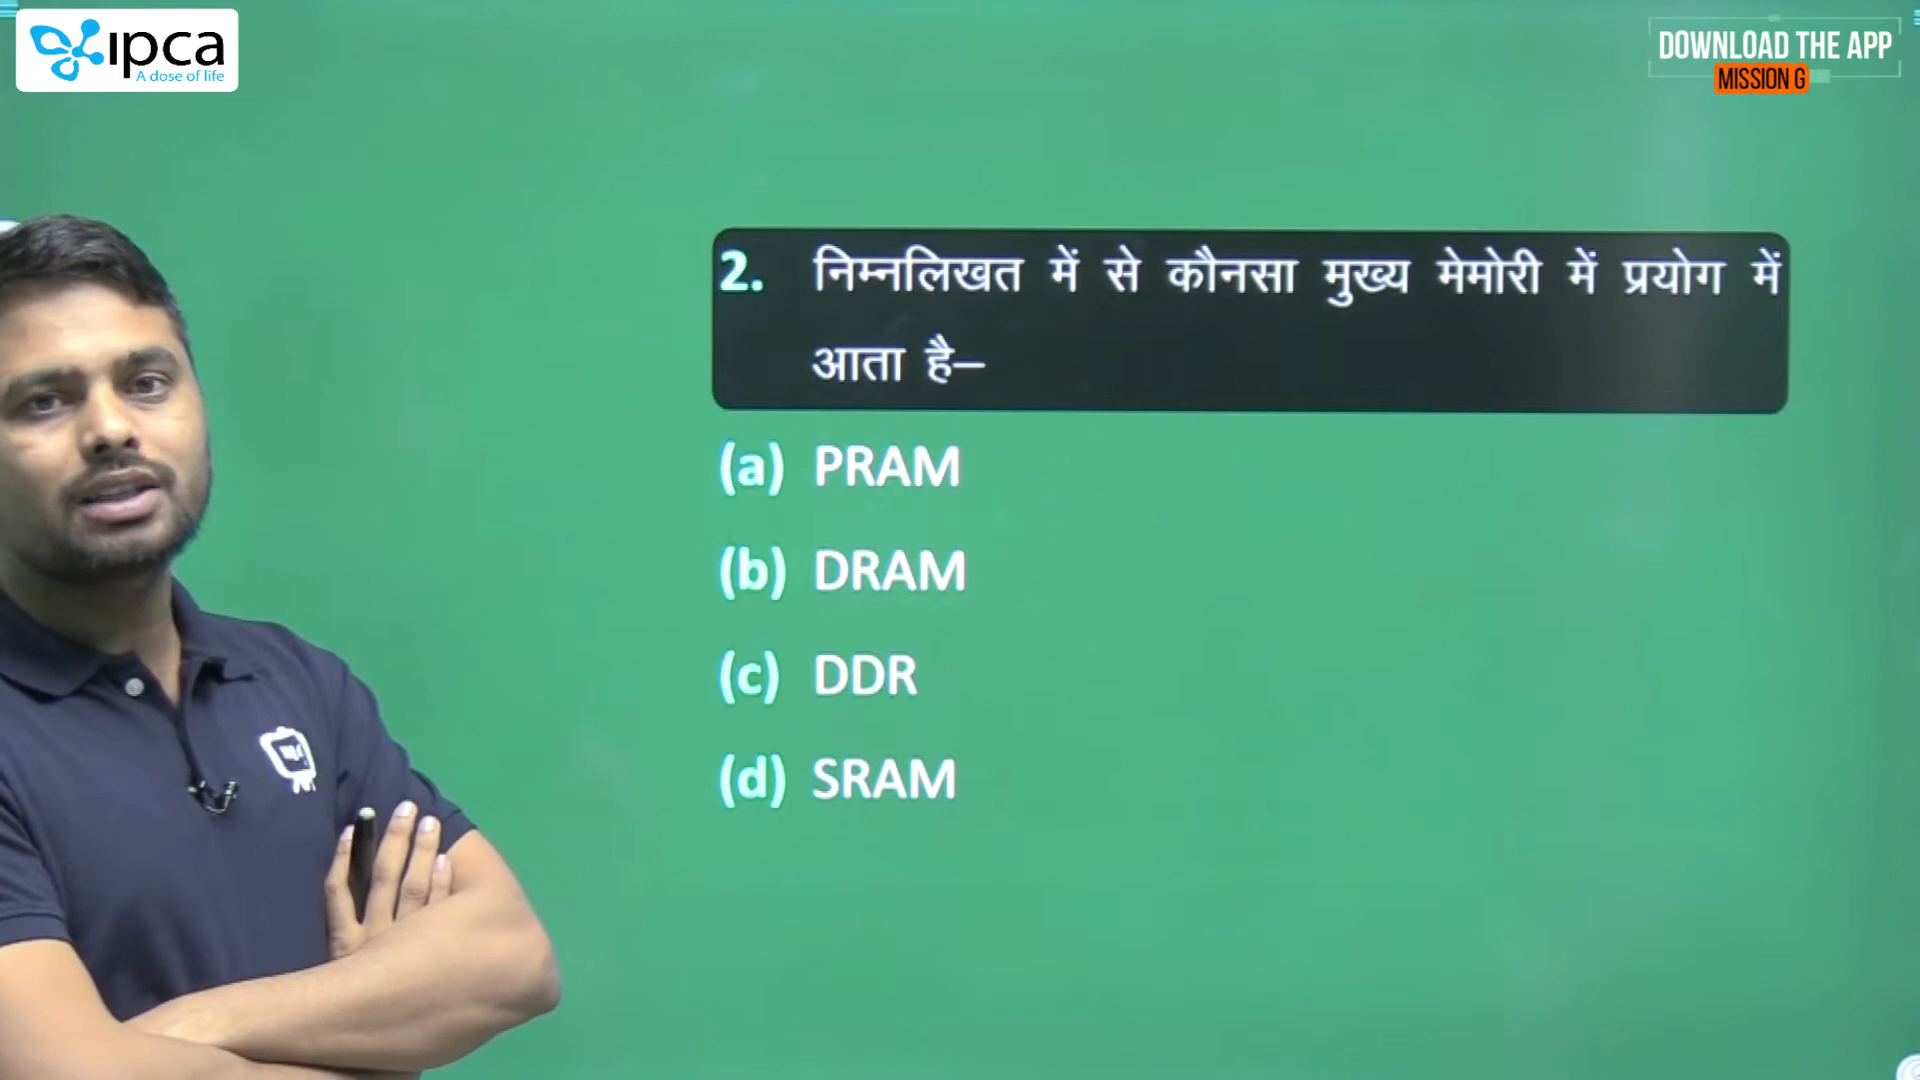 ipca
A dose of life
DOWNLOAD THE APP
MISSION G
2. निम्नलिखत में से कौनसा मुख्य मेमोरी में प्रयोग में
आता है–
(a) PRAM
(b) DRAM
(c) DDR
(d) SRAM